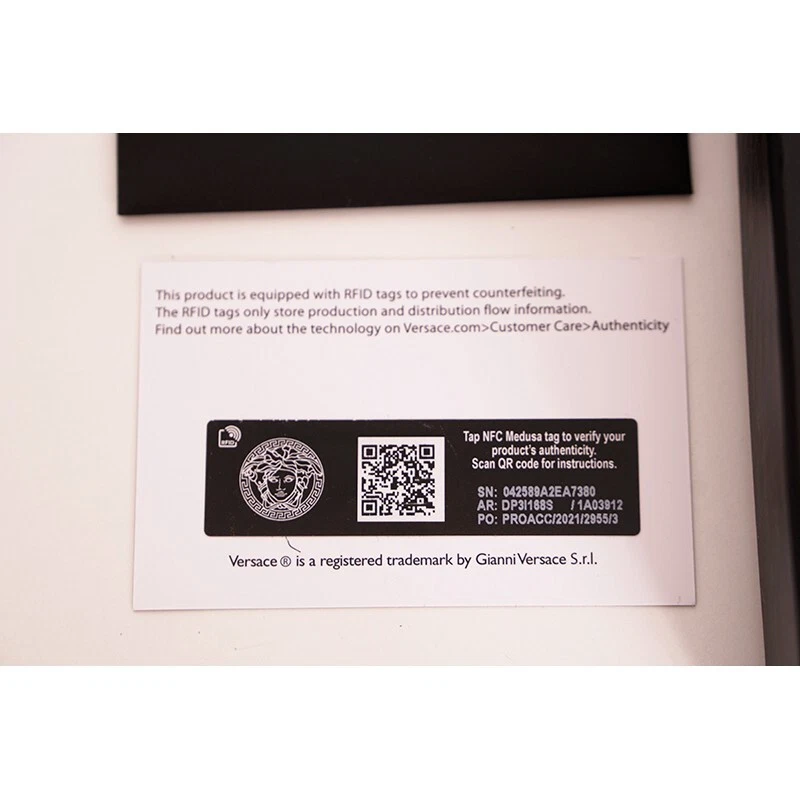 This product is equipped with RFID tags to prevent counterfeiting.
The RFID tags only store production and distribution flow information.
Find out more about the technology on Versace.com>Customer Care>Authenticity
RFID
Tap NFC Medusa tag to verify your
product's authenticity.
Scan QR code for instructions.
SN: 042589A2EA7380
AR: DP3I168S / 1A03912
PO: PROACC/2021/2955/3
Versace ® is a registered trademark by Gianni Versace S.r.l.